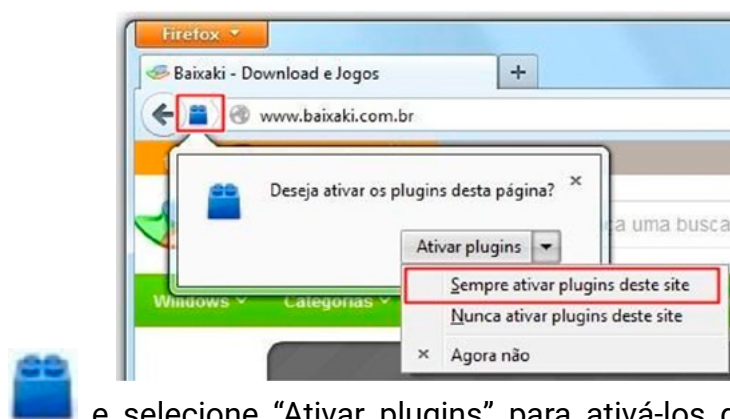 Firefox
Baixaki - Download e Jogos
www.baixaki.com.br
Deseja ativar os plugins desta página?
uma busca
Ativar plugins
Windows Categorias
Sempre ativar plugins deste site
Nunca ativar plugins deste site
Agora não
e selecione “Ativar plugins” para ativá-los